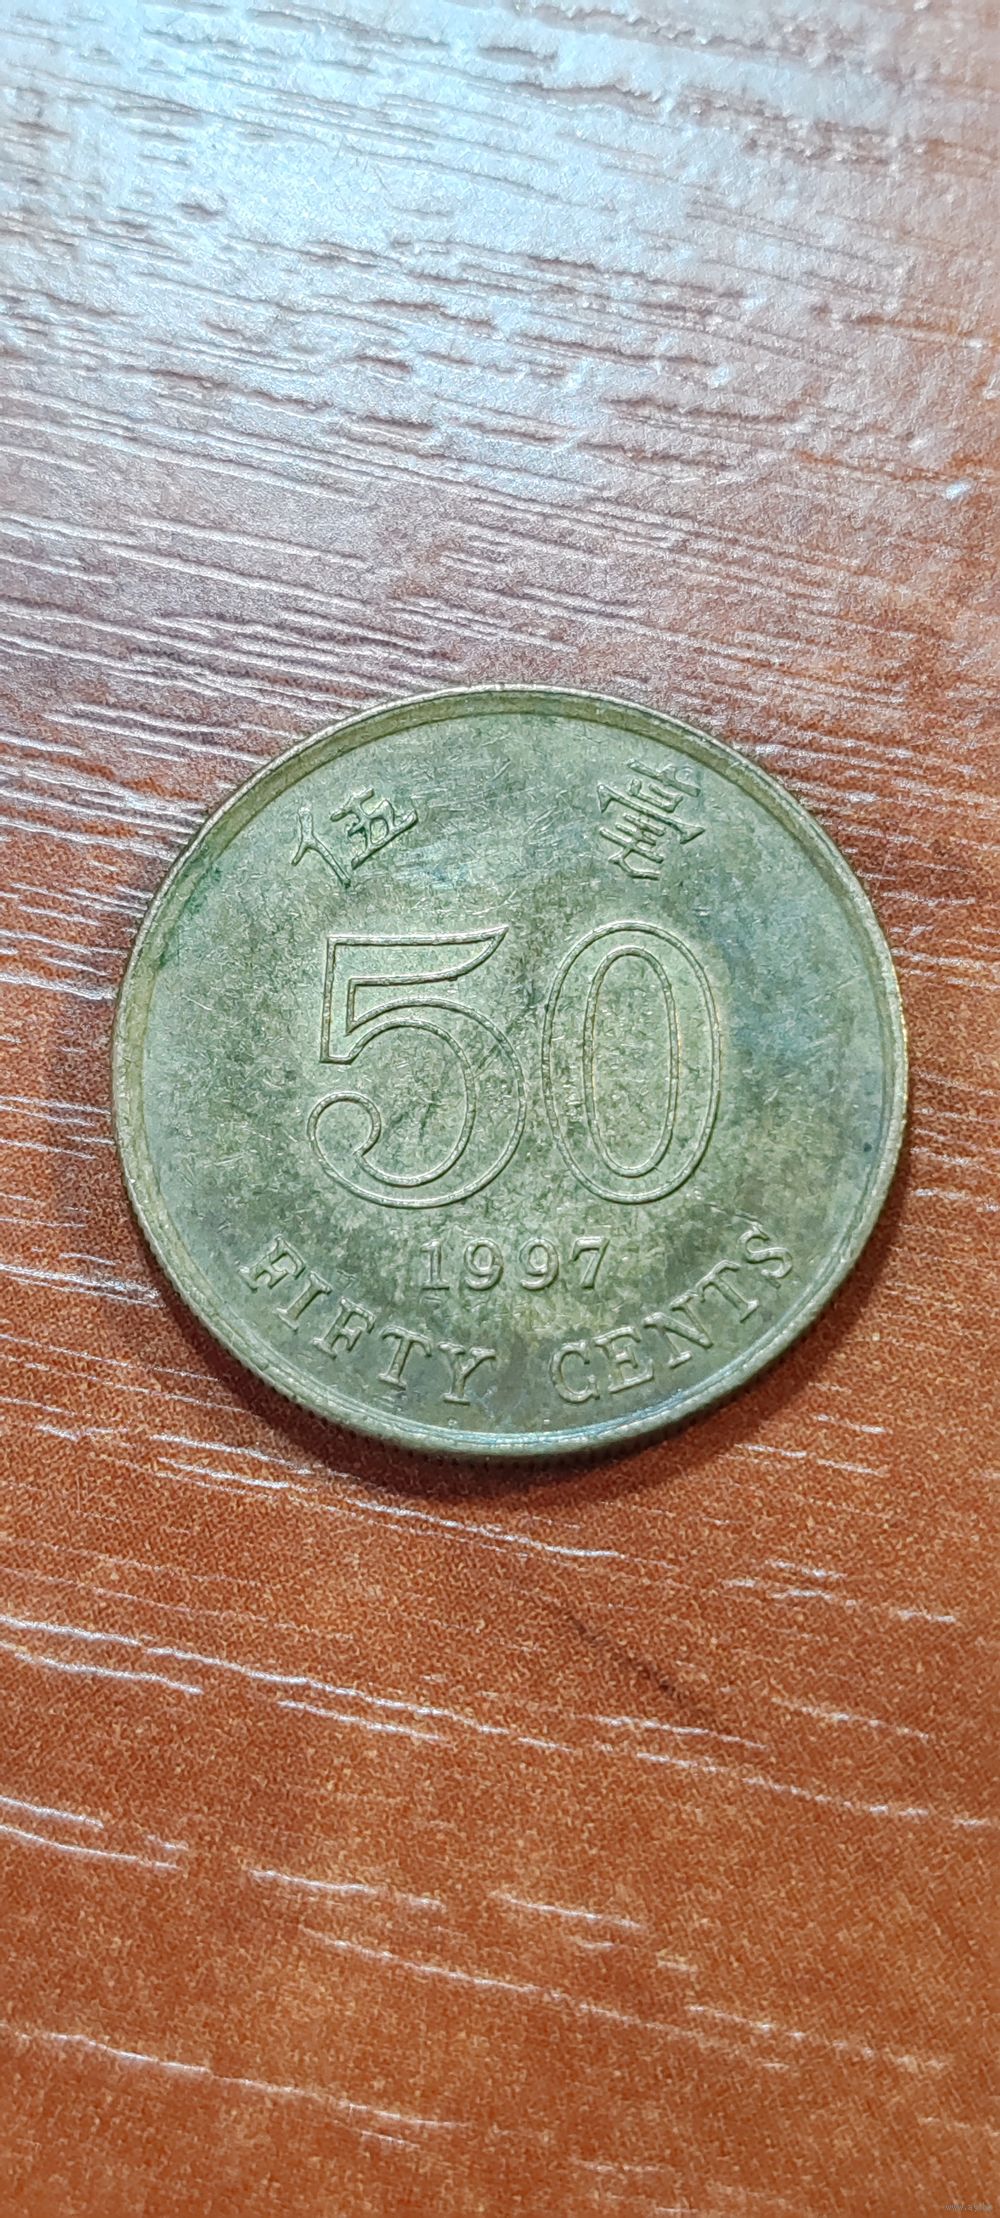 伍 毫
50
1997
FIFTY CENTS